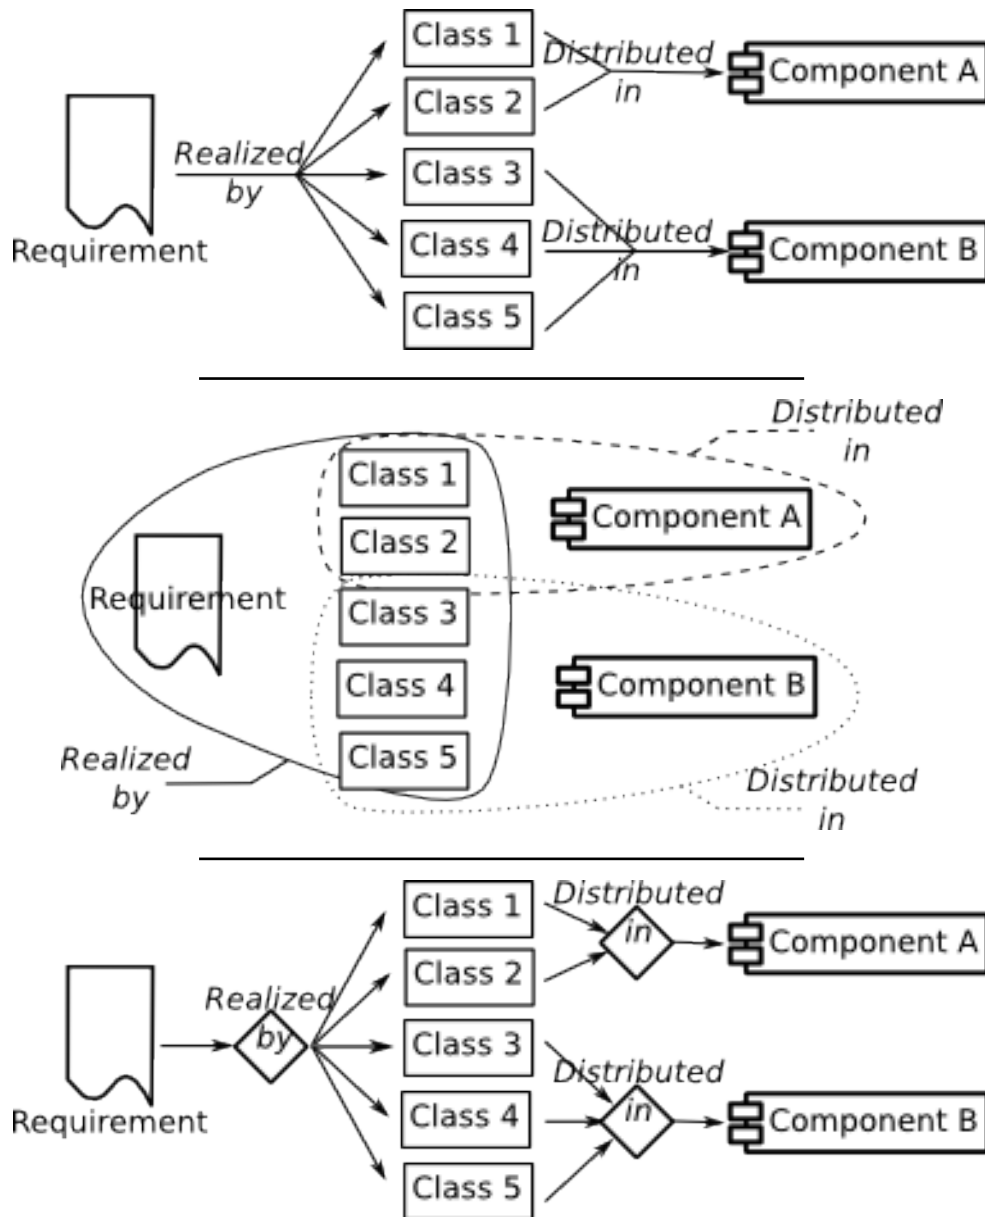 Class 1
Distributed
in
Component A
Class 2
Realized
by
Class 3
Requirement
Class 4
Distributed
in
Component B
Class 5
Distributed
in
Class 1
Component A
Class 2
Requirement
Class 3
Class 4
Component B
Class 5
Realized
by
Distributed
in
Class 1
Distributed
in
Component A
Class 2
Realized
by
Class 3
Distributed
in
Requirement
Class 4
Component B
Class 5